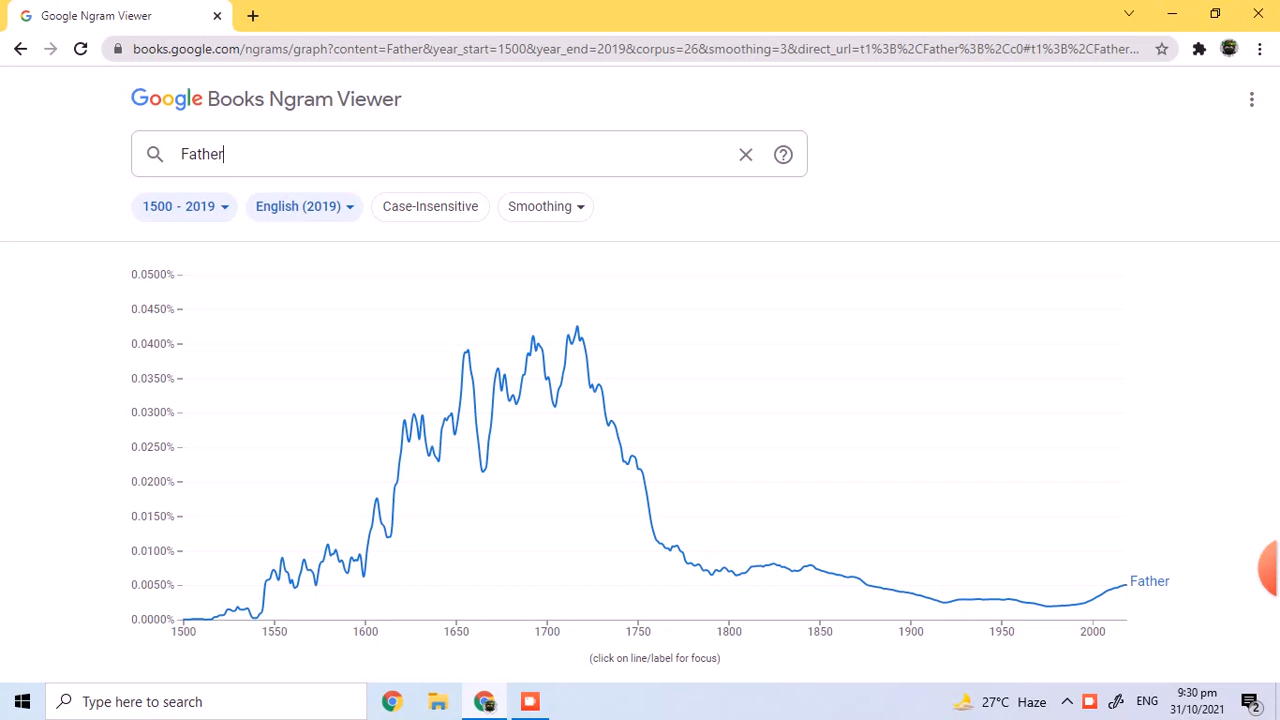 Google Ngram Viewer
books.google.com/ngrams/graph?content=Father&year_start=1500&year_end=2019&corpus=26&smoothing=3&direct_url=t1%3B%2CFather%3B%2Cc0#t1%3B%2CFather...
Google Books Ngram Viewer
Father
1500 - 2019 English (2019) Case-Insensitive Smoothing
0.0500%
0.0450%
0.0400%
0.0350%
0.0300%
0.0250%
0.0200%
0.0150%
0.0100%
0.0050%
Father
0.0000%
1500 1550 1600 1650 1700 1750 1800 1850 1900 1950 2000
(click on line/label for focus)
Type here to search
27°C Haze
ENG
9:30 pm
31/10/2021
2